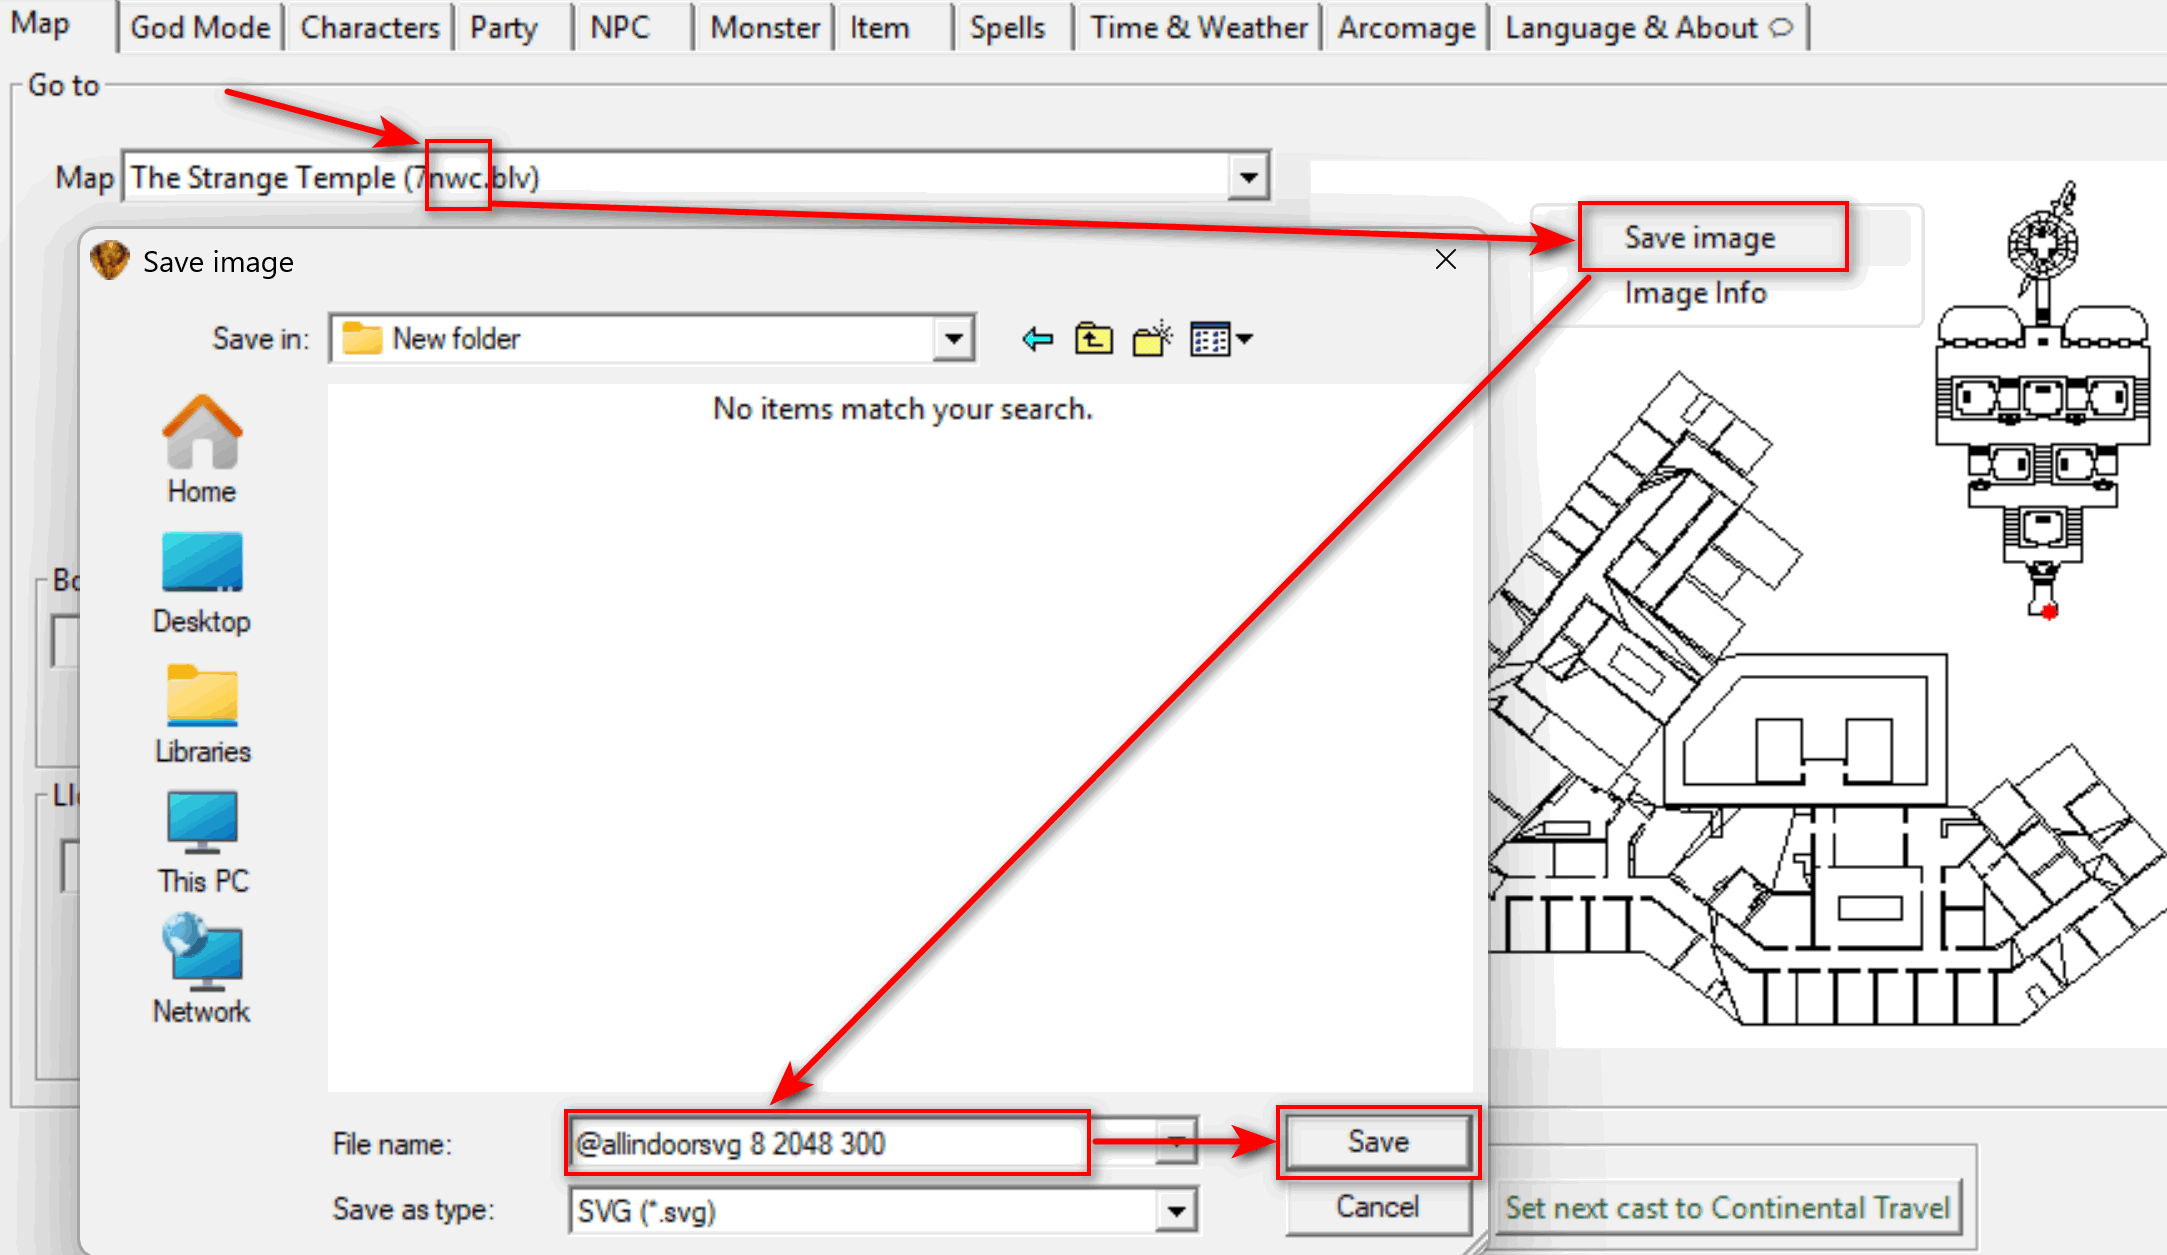 Map God Mode Characters Party NPC Monster Item Spells Time & Weather Arcomage Language & About
Go to
Map The Strange Temple (7nwc.blv)
Save image
Image Info
Save image
Save in: New folder
No items match your search.
Home
Desktop
Libraries
This PC
Network
File name: @allindoorsvg 8 2048 300 Save
Save as type: SVG (*.svg) Cancel
Set next cast to Continental Travel